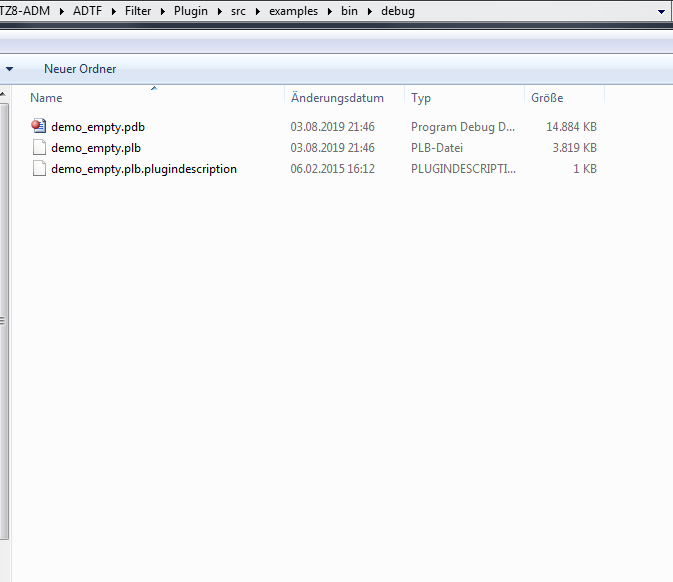 TZ8-ADM ADTF Filter Plugin src examples bin debug
Neuer Ordner
Name Änderungsdatum Typ Größe
demo_empty.pdb 03.08.2019 21:46 Program Debug D... 14.884 KB
demo_empty.plb 03.08.2019 21:46 PLB-Datei 3.819 KB
demo_empty.plb.plugindescription 06.02.2015 16:12 PLUGINDESCRIPTI... 1 KB